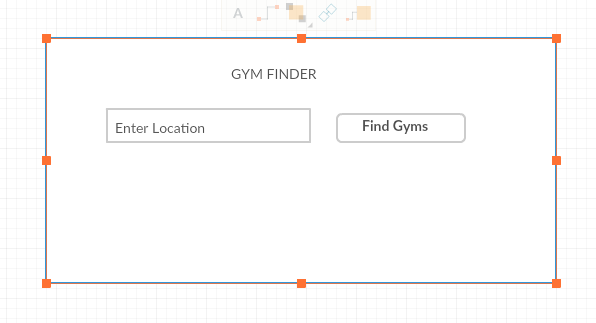 A
GYM FINDER
Enter Location
Find Gyms